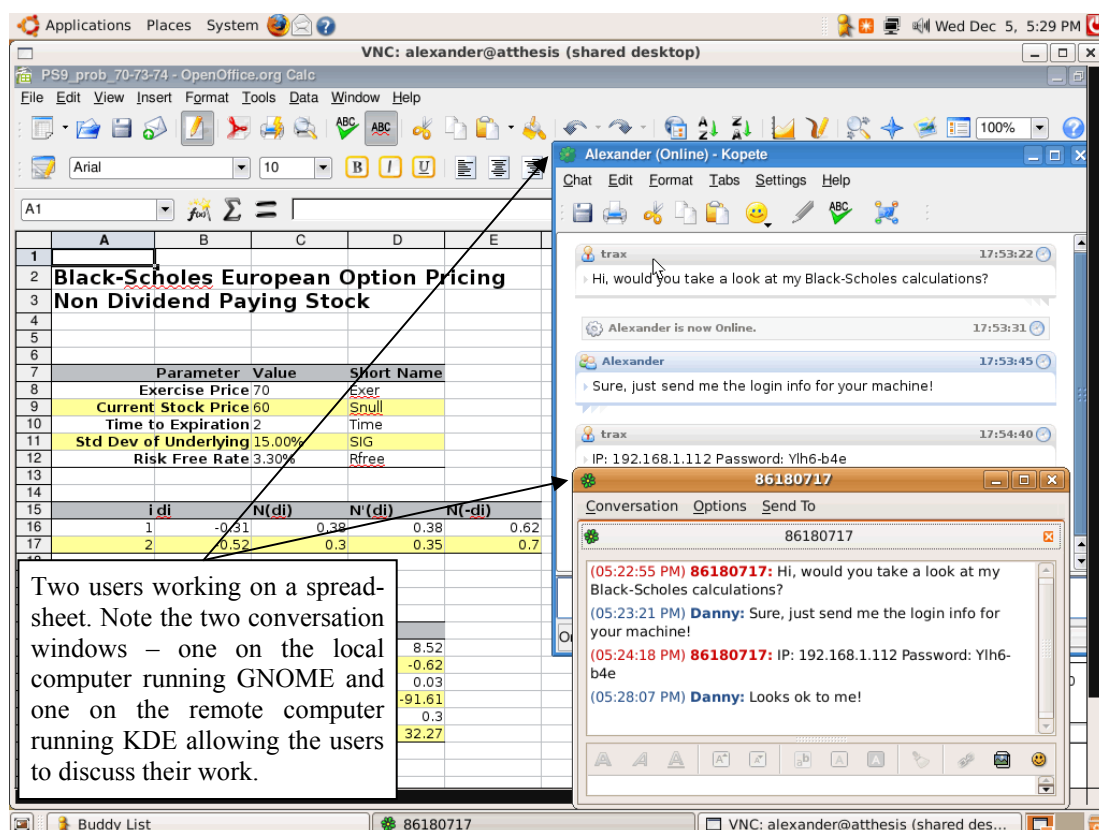 Applications Places System
Wed Dec 5, 5:29 PM
VNC: alexander@atthesis (shared desktop)
PS9_prob_70-73-74 - OpenOffice.org Calc
File Edit View Insert Format Tools Data Window Help
ABC ABC 100%
Arial 10 B I U
A1 f(x) Σ =
A B C D E
1
2 Black-Scholes European Option Pricing
3 Non Dividend Paying Stock
4
5
6
7 Parameter Value Short Name
8 Exercise Price 70 Exer
9 Current Stock Price 60 Snull
10 Time to Expiration 2 Time
11 Std Dev of Underlying 15.00% SIG
12 Risk Free Rate 3.30% Rfree
13
14
15 i di N(di) N'(di) N(-di)
16 1 -0.31 0.38 0.38 0.62
17 2 -0.52 0.3 0.35 0.7
8.52
-0.62
0.03
-91.61
0.3
32.27
Two users working on a spread-
sheet. Note the two conversation
windows – one on the local
computer running GNOME and
one on the remote computer
running KDE allowing the users
to discuss their work.
Alexander (Online) - Kopete
Chat Edit Format Tabs Settings Help
ABC
trax 17:53:22
Hi, would you take a look at my Black-Scholes calculations?
Alexander is now Online. 17:53:31
Alexander 17:53:45
Sure, just send me the login info for your machine!
trax 17:54:40
IP: 192.168.1.112 Password: Ylh6-b4e
86180717
Conversation Options Send To
86180717
(05:22:55 PM) 86180717: Hi, would you take a look at my
Black-Scholes calculations?
(05:23:21 PM) Danny: Sure, just send me the login info for
your machine!
(05:24:18 PM) 86180717: IP: 192.168.1.112 Password: Ylh6-
b4e
(05:28:07 PM) Danny: Looks ok to me!
Buddy List
86180717
VNC: alexander@atthesis (shared des...